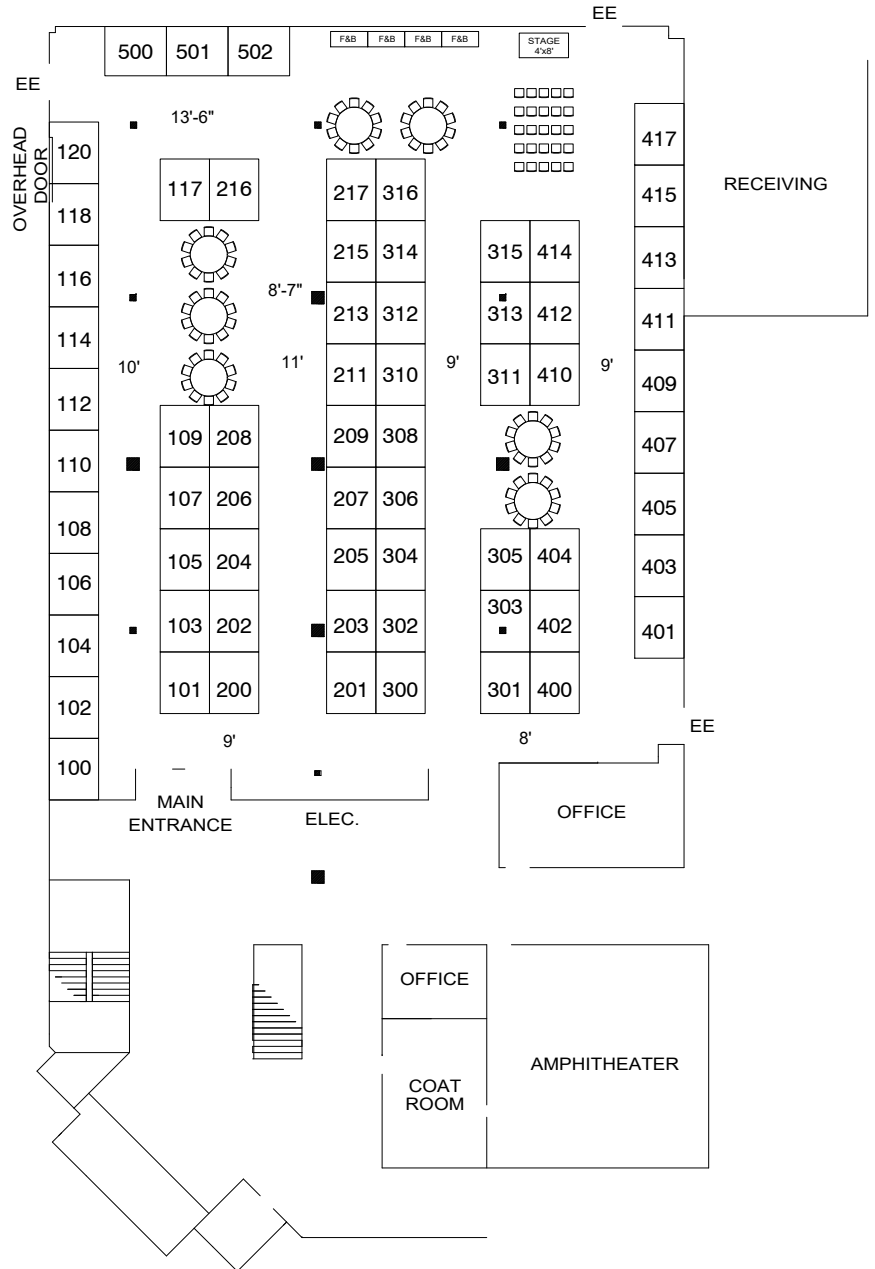 EE
F&B F&B F&B F&B
STAGE
4'x8'
500 501 502
EE
13'-6"
OVERHEAD
DOOR
120
417
117 216
217 316
415
RECEIVING
118
215 314
315 414
413
116
8'-7"
213 312
313 412
411
114
10'
11'
211 310
9'
311 410
9'
409
112
109 208
209 308
407
110
107 206
207 306
405
108
105 204
205 304
305 404
403
106
103 202
203 302
303 402
401
104
101 200
201 300
301 400
102
EE
9'
8'
100
MAIN
ENTRANCE
ELEC.
OFFICE
OFFICE
AMPHITHEATER
COAT
ROOM